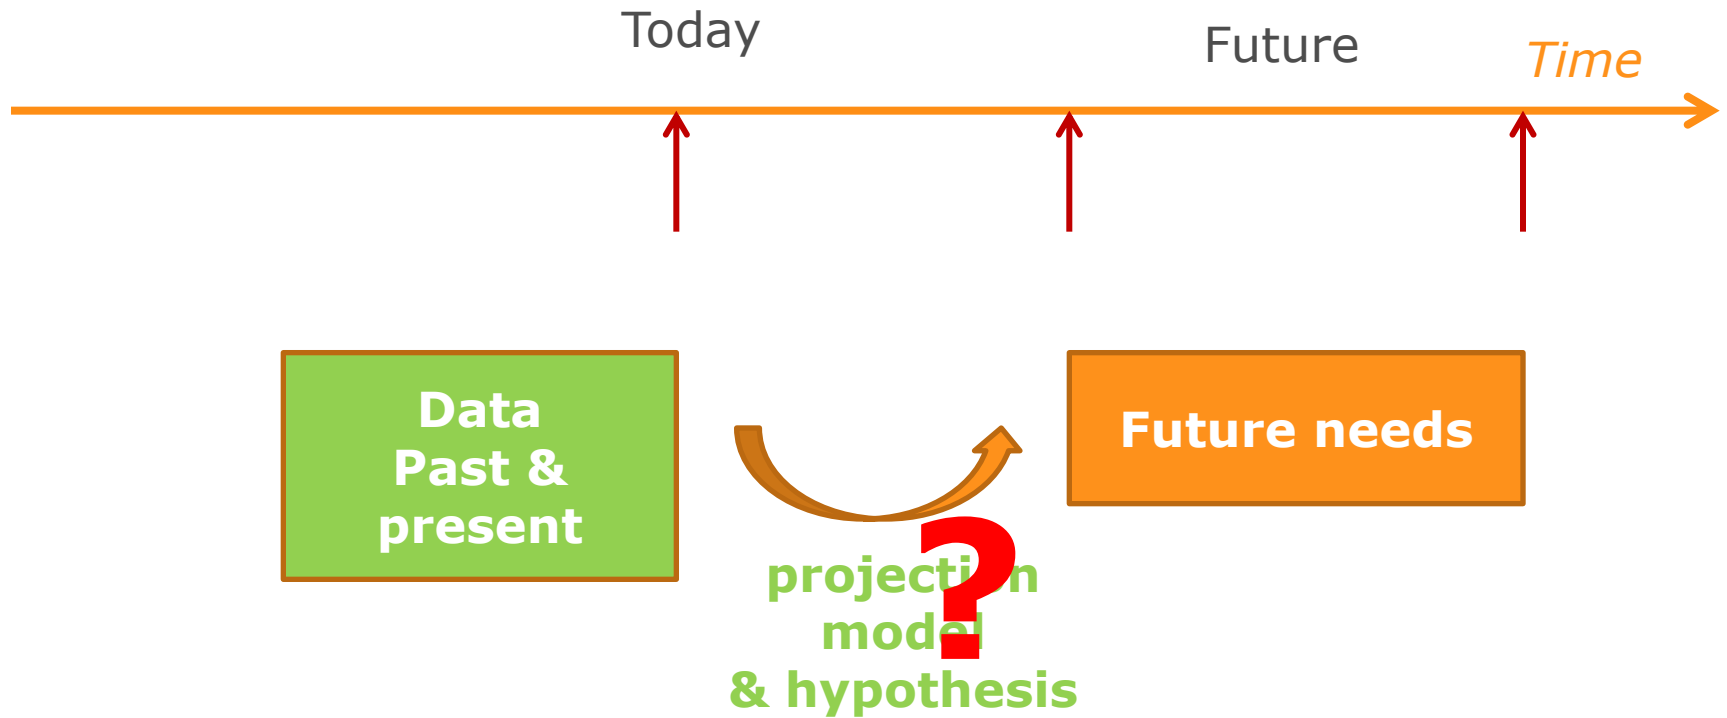 Today
Future
Time
Data
Past &
present
Future needs
?
projection
model
& hypothesis